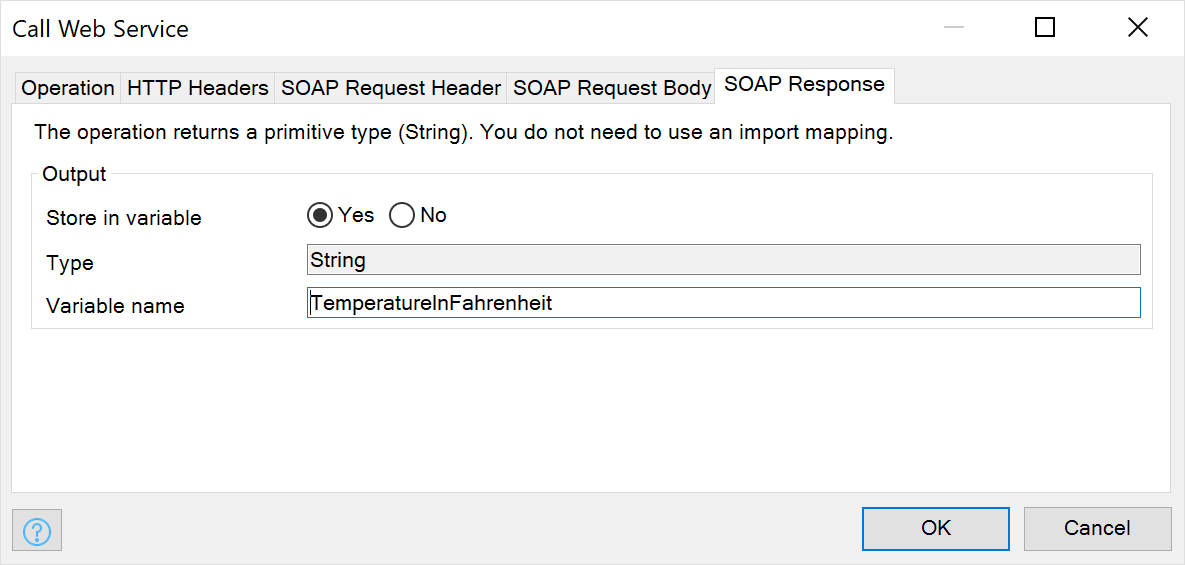 Call Web Service
Operation HTTP Headers SOAP Request Header SOAP Request Body SOAP Response
The operation returns a primitive type (String). You do not need to use an import mapping.
Output
Store in variable Yes No
Type String
Variable name TemperatureInFahrenheit
? OK Cancel